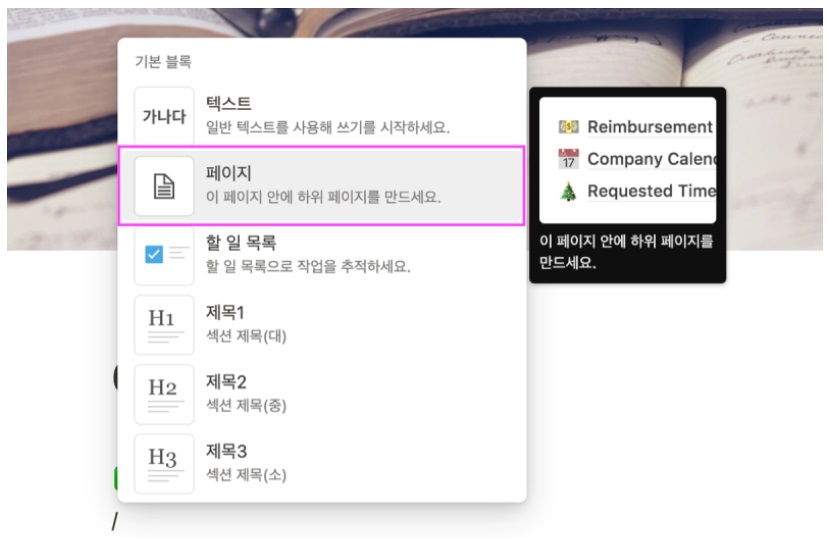 기본 블록
가나다
텍스트
일반 텍스트를 사용해 쓰기를 시작하세요.
페이지
이 페이지 안에 하위 페이지를 만드세요.
할 일 목록
할 일 목록으로 작업을 추적하세요.
H1
제목1
섹션 제목(대)
H2
제목2
섹션 제목(중)
H3
제목3
섹션 제목(소)
/
Reimbursement
17
Company Calen
Requested Time
이 페이지 안에 하위 페이지를
만드세요.